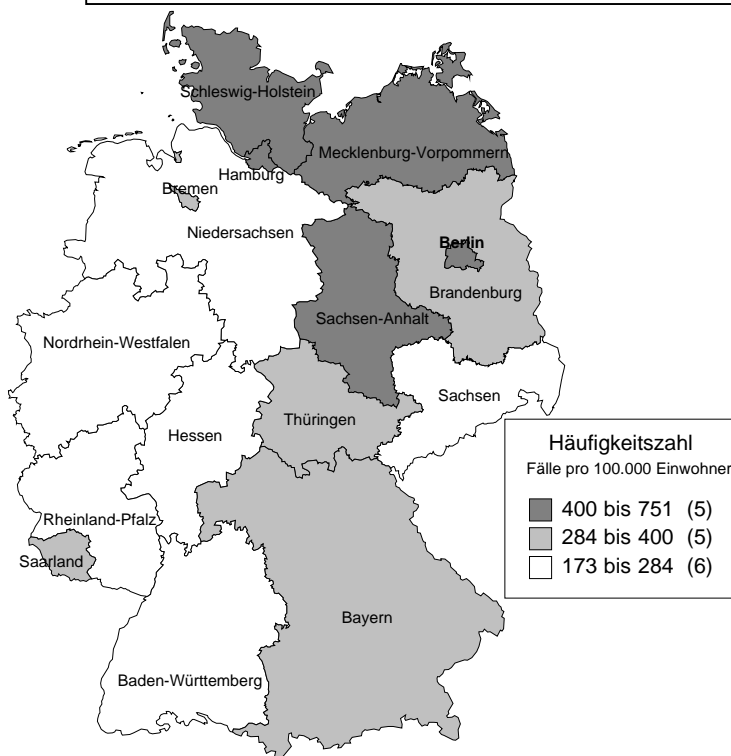 Schleswig-Holstein
Mecklenburg-Vorpommern
Hamburg
Bremen
Niedersachsen
Berlin
Brandenburg
Sachsen-Anhalt
Nordrhein-Westfalen
Sachsen
Thüringen
Hessen
Häufigkeitszahl
Fälle pro 100.000 Einwohner
400 bis 751 (5)
284 bis 400 (5)
173 bis 284 (6)
Rheinland-Pfalz
Saarland
Bayern
Baden-Württemberg